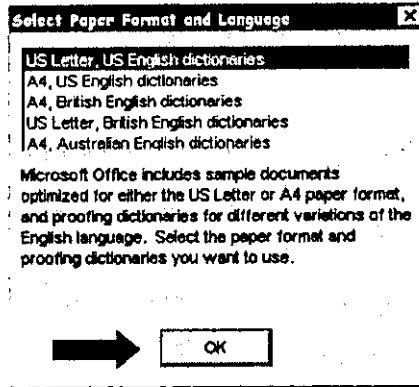 Select Paper Format and Language
US Letter, US English dictionaries
A4, US English dictionaries
A4, British English dictionaries
US Letter, British English dictionaries
A4, Australian English dictionaries
Microsoft Office includes sample documents
optimized for either the US Letter or A4 paper format,
and proofing dictionaries for different variations of the
English language. Select the paper format and
proofing dictionaries you want to use.
OK